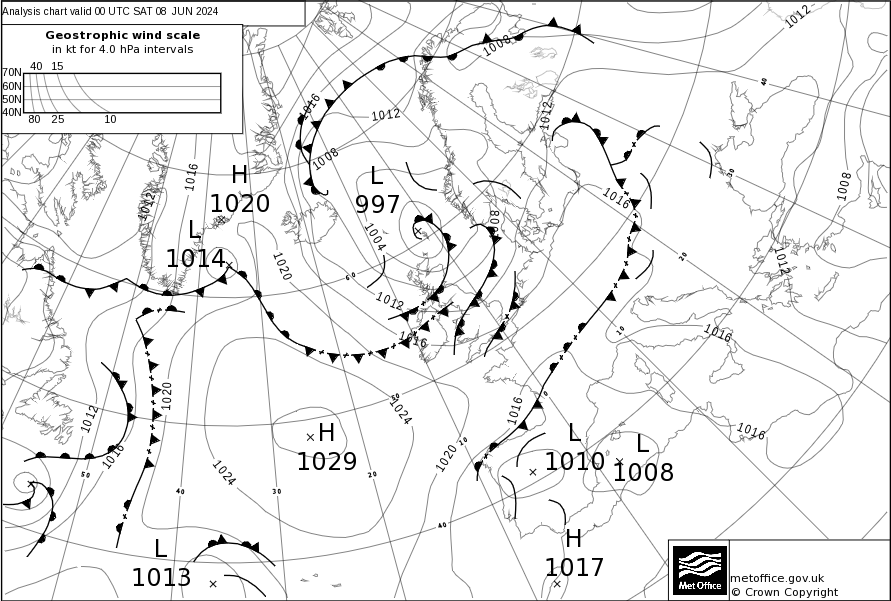 Analysis chart valid 00 UTC SAT 08 JUN 2024
Geostrophic wind scale
in kt for 4.0 hPa intervals
40 15
70N
60N
50N
40N
80 25 10
1012
1008
1016
1012
1012
1008
40
30
1016
H
1020
L
997
1016
1008
1012
L
1014
1008
1004
1020
60
20
1012
1012
1016
10
1016
1020
50
1024
1016
10
1012
1016
H
1029
L
1010
L
1008
1016
1020
1024
50
40
30
20
10
40
L
1013
H
1017
Met Office
metoffice.gov.uk
© Crown Copyright